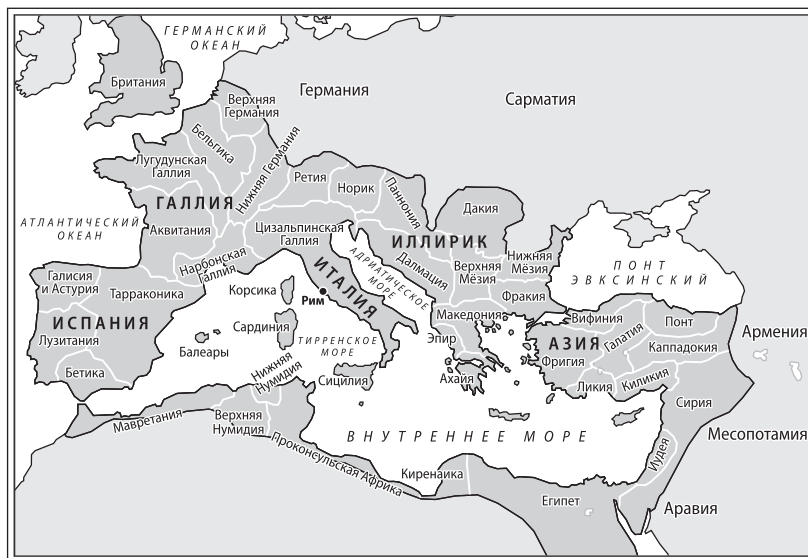 ГЕРМАНСКИЙ
ОКЕАН
Британия
Германия
Сарматия
Верхняя
Германия
Бельгика
Лугудунская
Галлия
Нижняя Германия
ГАЛЛИЯ
Ретия
Норик
Паннония
Дакия
АТЛАНТИЧЕСКИЙ
ОКЕАН
Аквитания
Цизальпинская
Галлия
ИЛЛИРИК
Нарбонская
Галлия
АДРИАТИЧЕСКОЕ
МОРЕ
Далмация
Верхняя
Мёзия
Нижняя
Мёзия
ПОНТ
ЭВКСИНСКИЙ
Галисия
и Астурия
Тарраконика
Корсика
ИТАЛИЯ
Рим
Фракия
ИСПАНИЯ
Сардиния
Македония
Вифиния
Понт
Армения
Лузитания
Балеары
ТИРРЕНСКОЕ
МОРЕ
Эпир
АЗИЯ
Галатия
Каппадокия
Бетика
Нижняя
Нумидия
Сицилия
Ахайя
Фригия
Ликия
Киликия
Сирия
Мавретания
Верхняя
Нумидия
ВНУТРЕННЕЕ МОРЕ
Месопотамия
Проконсульская Африка
Киренаика
Иудея
Египет
Аравия